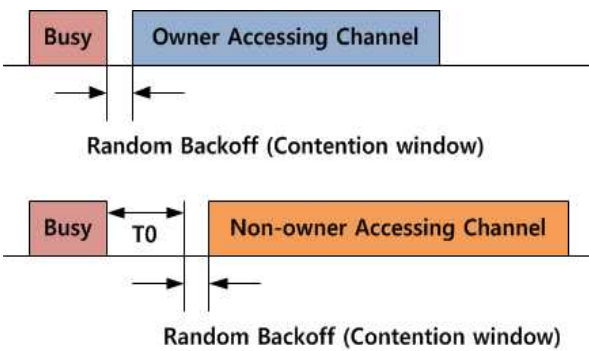 Busy
Owner Accessing Channel
Random Backoff (Contention window)
Busy
T0
Non-owner Accessing Channel
Random Backoff (Contention window)